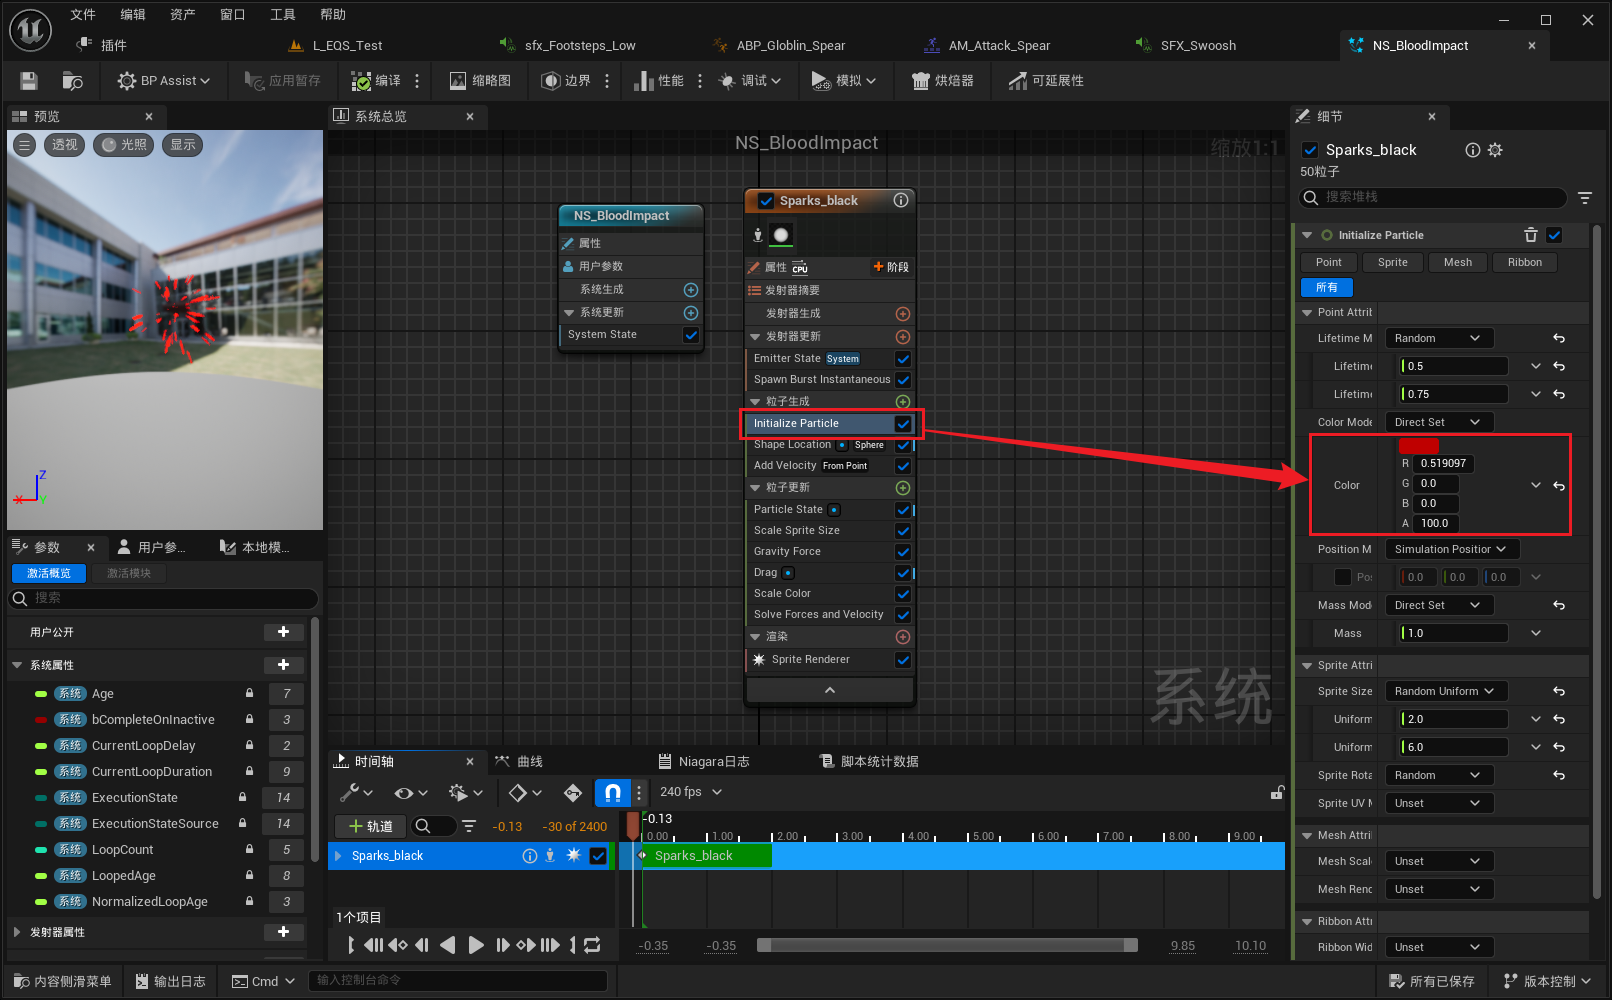 文件 编辑 资产 窗口 工具 帮助
插件 L_EQS_Test sfx_Footsteps_Low ABP_Globlin_Spear AM_Attack_Spear SFX_Swoosh NS_BloodImpact
BP Assist 应用暂存 编译 缩略图 边界 性能 调试 模拟 烘焙器 可延展性
预览
透视 光照 显示
Z
X
Y
参数 用户参... 本地模...
激活概览 激活模块
搜索
用户公开
系统属性
系统 Age 7
系统 bCompleteOnInactive 3
系统 CurrentLoopDelay 2
系统 CurrentLoopDuration 9
系统 ExecutionState 14
系统 ExecutionStateSource 14
系统 LoopCount 5
系统 LoopedAge 8
系统 NormalizedLoopAge 3
发射器属性
系统总览
NS_BloodImpact
缩放1:1
NS_BloodImpact
属性
用户参数
系统生成
系统更新
System State
Sparks_black
属性 CPU 阶段
发射器摘要
发射器生成
发射器更新
Emitter State System
Spawn Burst Instantaneous
粒子生成
Initialize Particle
Shape Location Sphere
Add Velocity From Point
粒子更新
Particle State
Scale Sprite Size
Gravity Force
Drag
Scale Color
Solve Forces and Velocity
渲染
Sprite Renderer
系统
时间轴 曲线 Niagara日志 脚本统计数据
240 fps
轨道 -0.13 -30 of 2400
-0.13
0.00 1.00 2.00 3.00 4.00 5.00 6.00 7.00 8.00 9.00
Sparks_black Sparks_black
1个项目
-0.35 -0.35 9.85 10.10
细节
Sparks_black
50粒子
搜索堆栈
Initialize Particle
Point Sprite Mesh Ribbon
所有
Point Attri
Lifetime M Random
Lifetime 0.5
Lifetime 0.75
Color Mode Direct Set
Color
R 0.519097
G 0.0
B 0.0
A 100.0
Position M Simulation Position
Pos 0.0 0.0 0.0
Mass Mod Direct Set
Mass 1.0
Sprite Attri
Sprite Size Random Uniform
Uniform 2.0
Uniform 6.0
Sprite Rota Random
Sprite UV M Unset
Mesh Attri
Mesh Scal Unset
Mesh Rend Unset
Ribbon Attr
Ribbon Wid Unset
内容侧滑菜单 输出日志 Cmd 输入控制台命令 所有已保存 版本控制